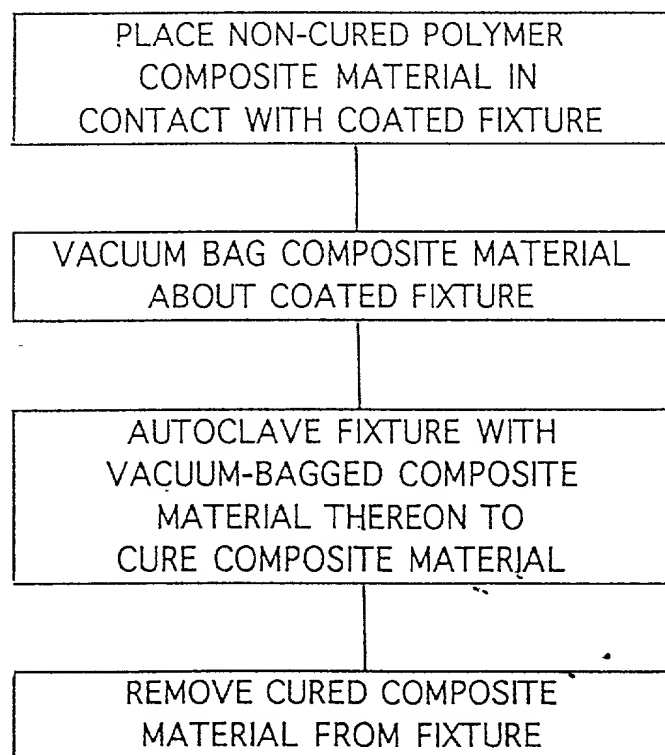 PLACE NON-CURED POLYMER
COMPOSITE MATERIAL IN
CONTACT WITH COATED FIXTURE
VACUUM BAG COMPOSITE MATERIAL
ABOUT COATED FIXTURE
AUTOCLAVE FIXTURE WITH
VACUUM-BAGGED COMPOSITE
MATERIAL THEREON TO
CURE COMPOSITE MATERIAL
REMOVE CURED COMPOSITE
MATERIAL FROM FIXTURE